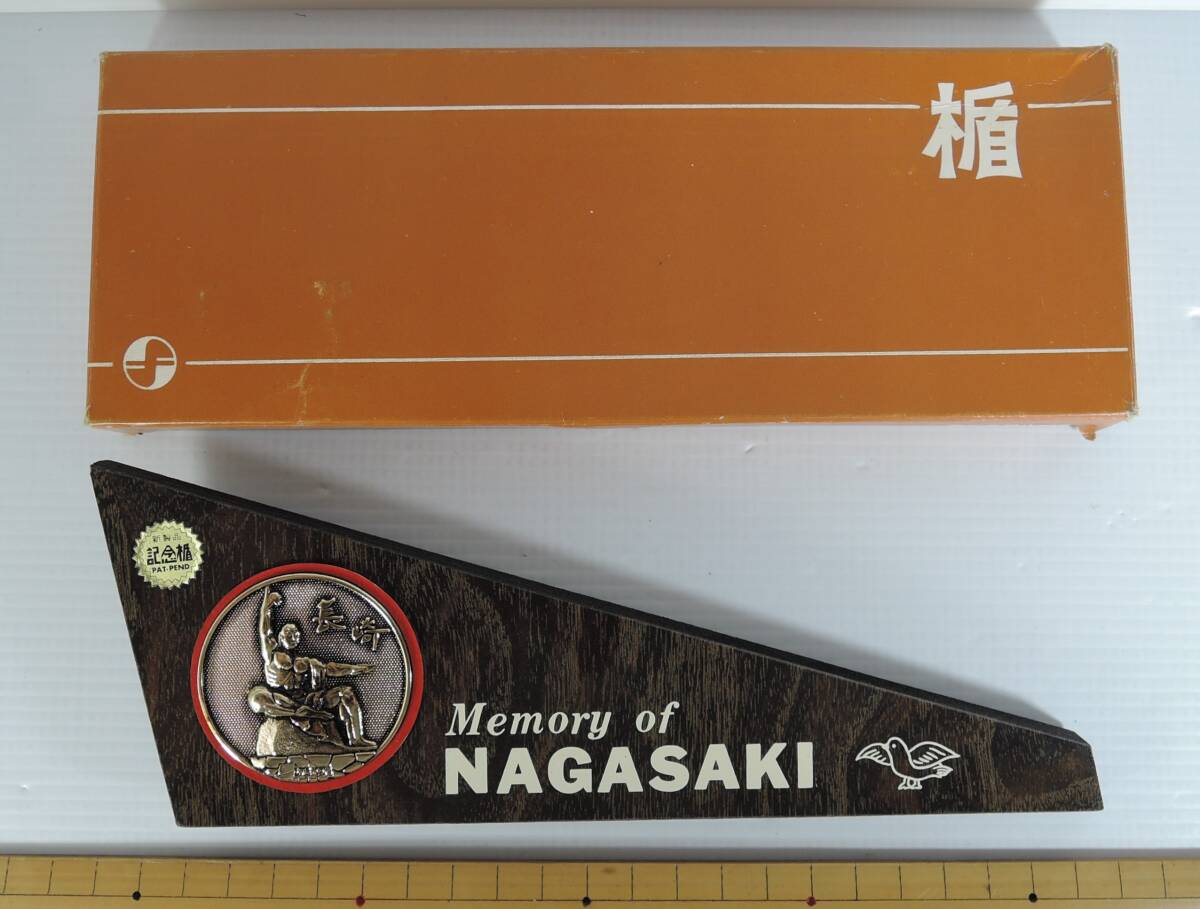 楯
新製品
記念楯
PAT·PEND
長崎
Memory of
NAGASAKI